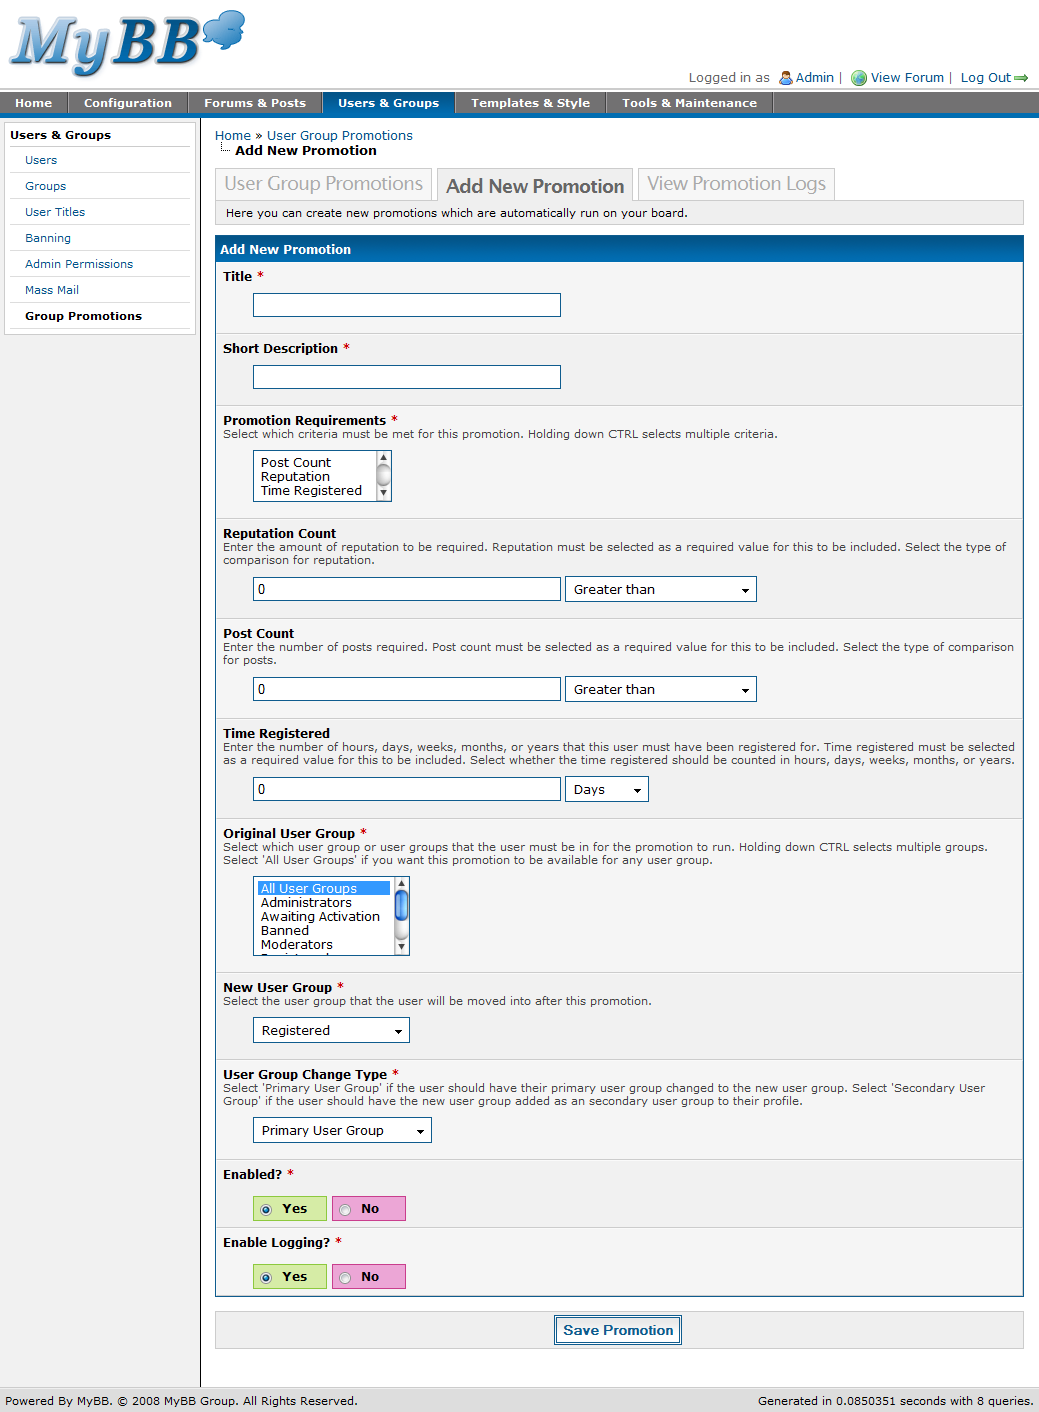 MyBB
Logged in as Admin | View Forum | Log Out
Home Configuration Forums & Posts Users & Groups Templates & Style Tools & Maintenance
Users & Groups
Users
Groups
User Titles
Banning
Admin Permissions
Mass Mail
Group Promotions
Home » User Group Promotions
Add New Promotion
User Group Promotions Add New Promotion View Promotion Logs
Here you can create new promotions which are automatically run on your board.
Add New Promotion
Title *
Short Description *
Promotion Requirements *
Select which criteria must be met for this promotion. Holding down CTRL selects multiple criteria.
Post Count
Reputation
Time Registered
Reputation Count
Enter the amount of reputation to be required. Reputation must be selected as a required value for this to be included. Select the type of
comparison for reputation.
0 Greater than
Post Count
Enter the number of posts required. Post count must be selected as a required value for this to be included. Select the type of comparison
for posts.
0 Greater than
Time Registered
Enter the number of hours, days, weeks, months, or years that this user must have been registered for. Time registered must be selected
as a required value for this to be included. Select whether the time registered should be counted in hours, days, weeks, months, or years.
0 Days
Original User Group *
Select which user group or user groups that the user must be in for the promotion to run. Holding down CTRL selects multiple groups.
Select 'All User Groups' if you want this promotion to be available for any user group.
All User Groups
Administrators
Awaiting Activation
Banned
Moderators
New User Group *
Select the user group that the user will be moved into after this promotion.
Registered
User Group Change Type *
Select 'Primary User Group' if the user should have their primary user group changed to the new user group. Select 'Secondary User
Group' if the user should have the new user group added as an secondary user group to their profile.
Primary User Group
Enabled? *
Yes No
Enable Logging? *
Yes No
Save Promotion
Powered By MyBB. © 2008 MyBB Group. All Rights Reserved. Generated in 0.0850351 seconds with 8 queries.